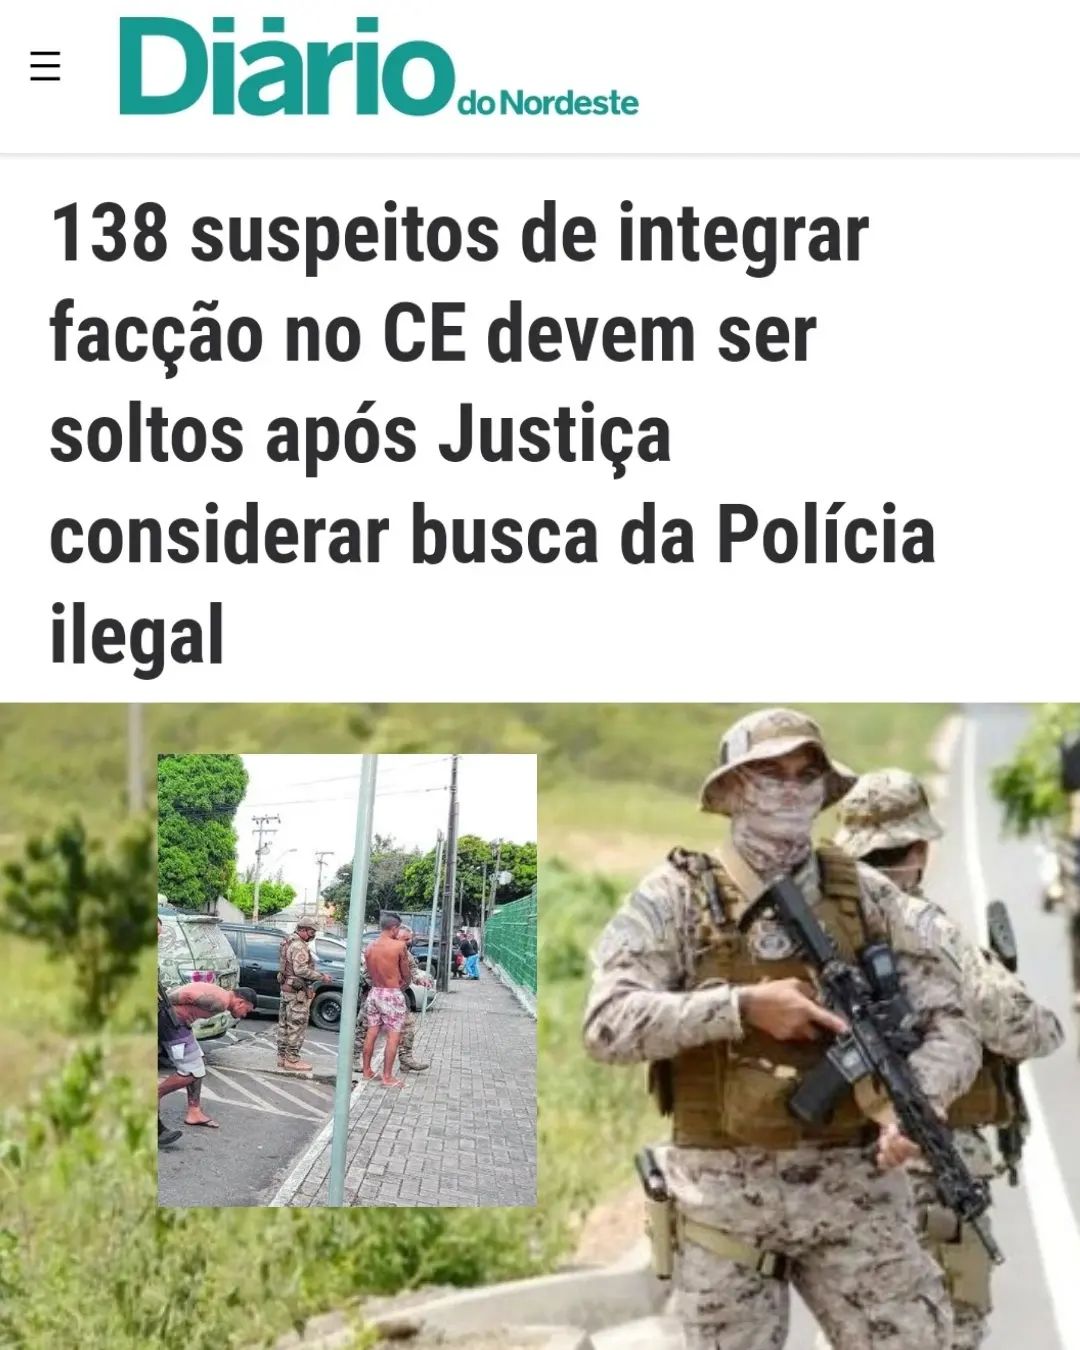 Diário do Nordeste
138 suspeitos de integrar
facção no CE devem ser
soltos após Justiça
considerar busca da Polícia
ilegal